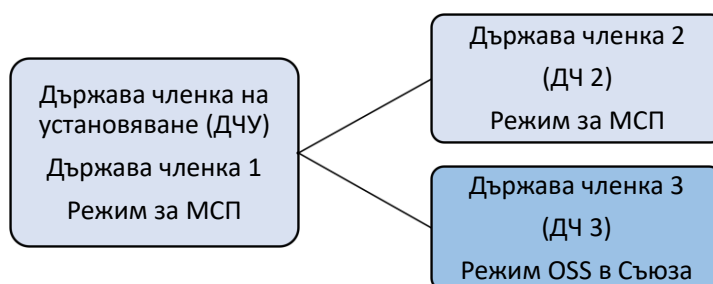 Държава членка на
установяване (ДЧУ)
Държава членка 1
Режим за МСП
Държава членка 2
(ДЧ 2)
Режим за МСП
Държава членка 3
(ДЧ 3)
Режим OSS в Съюза